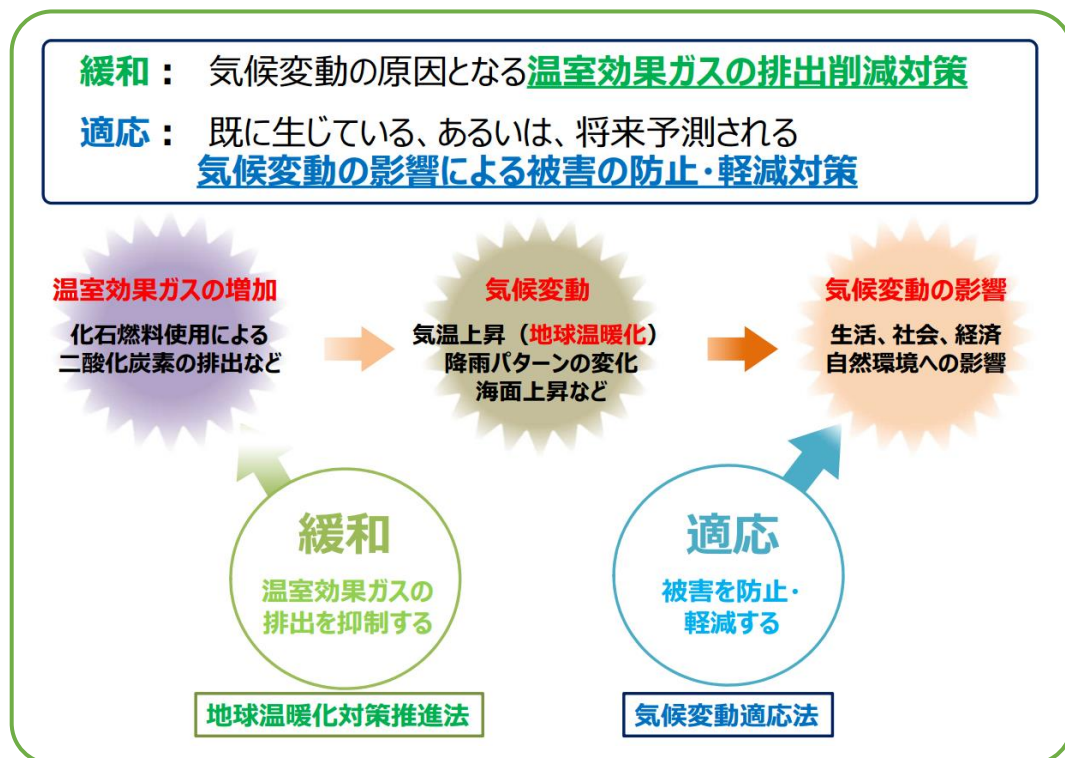 緩和： 気候変動の原因となる温室効果ガスの排出削減対策
適応： 既に生じている、あるいは、将来予測される
気候変動の影響による被害の防止・軽減対策
温室効果ガスの増加
化石燃料使用による
二酸化炭素の排出など
気候変動
気温上昇（地球温暖化）
降雨パターンの変化
海面上昇など
気候変動の影響
生活、社会、経済
自然環境への影響
緩和
温室効果ガスの
排出を抑制する
適応
被害を防止・
軽減する
地球温暖化対策推進法
気候変動適応法